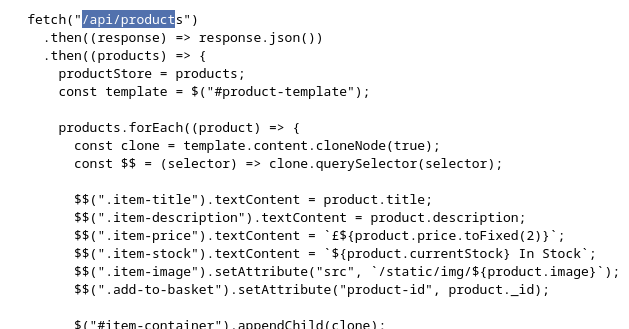 fetch("/api/products")
.then((response) => response.json())
.then((products) => {
productStore = products;
const template = $("#product-template");
products.forEach((product) => {
const clone = template.content.cloneNode(true);
const $$ = (selector) => clone.querySelector(selector);
$$(".item-title").textContent = product.title;
$$(".item-description").textContent = product.description;
$$(".item-price").textContent = `£${product.price.toFixed(2)}`;
$$(".item-stock").textContent = `${product.currentStock} In Stock`;
$$(".item-image").setAttribute("src", `/static/img/${product.image}`);
$$(".add-to-basket").setAttribute("product-id", product._id);
$("#item-container").appendChild(clone);